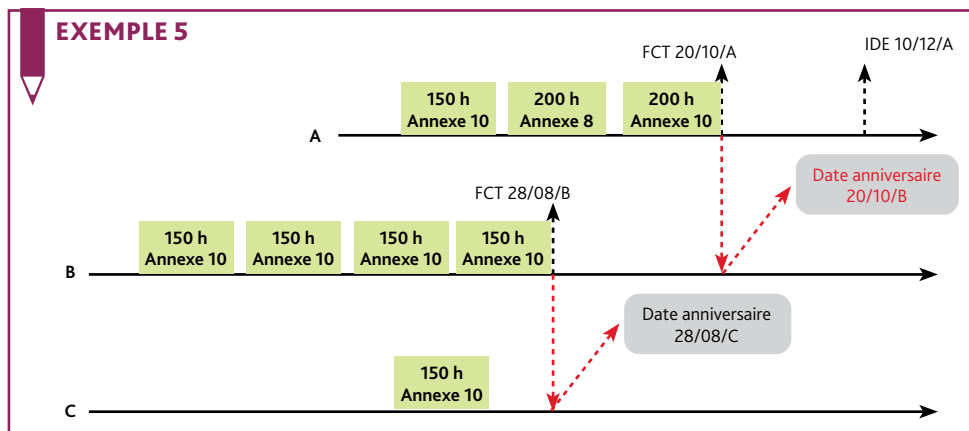 EXEMPLE 5
FCT 20/10/A
IDE 10/12/A
150 h
Annexe 10
200 h
Annexe 8
200 h
Annexe 10
A
Date anniversaire
20/10/B
FCT 28/08/B
150 h
Annexe 10
150 h
Annexe 10
150 h
Annexe 10
150 h
Annexe 10
B
Date anniversaire
28/08/C
150 h
Annexe 10
C